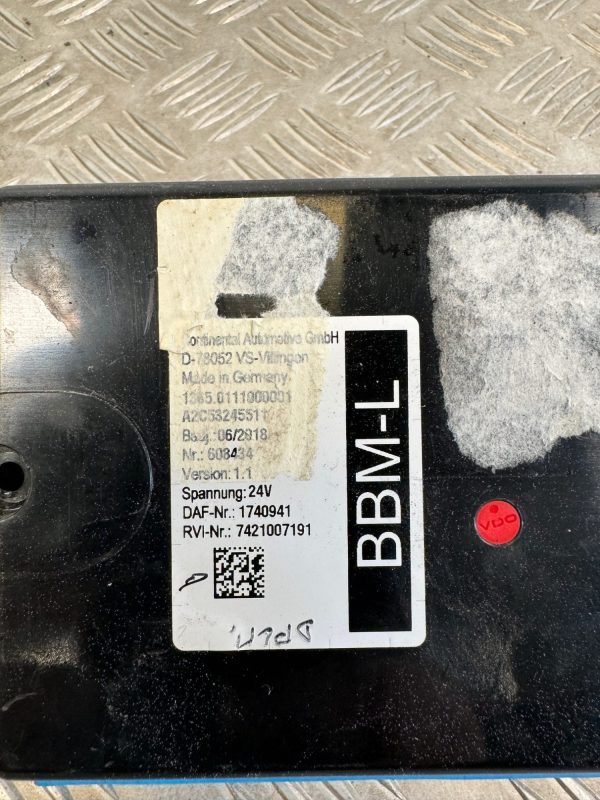 Continental Automotive GmbH
D-78052 VS-Villingen
Made in Germany
1365.0111000001
A2C53245511
Bauj.:06/2018
Nr.: 608434
Version: 1.1
Spannung: 24V
DAF-Nr.: 1740941
RVI-Nr.: 7421007191
BBM-L
VDO